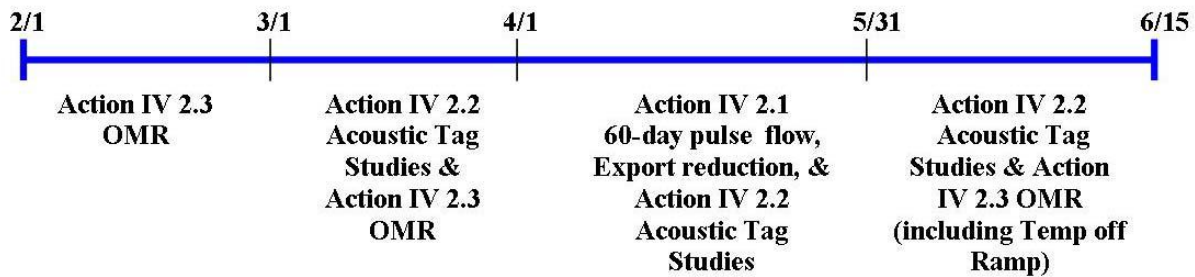 2/1 3/1 4/1 5/31 6/15
Action IV 2.3
OMR
Action IV 2.2
Acoustic Tag
Studies &
Action IV 2.3
OMR
Action IV 2.1
60-day pulse flow,
Export reduction, &
Action IV 2.2
Acoustic Tag
Studies
Action IV 2.2
Acoustic Tag
Studies & Action
IV 2.3 OMR
(including Temp off
Ramp)